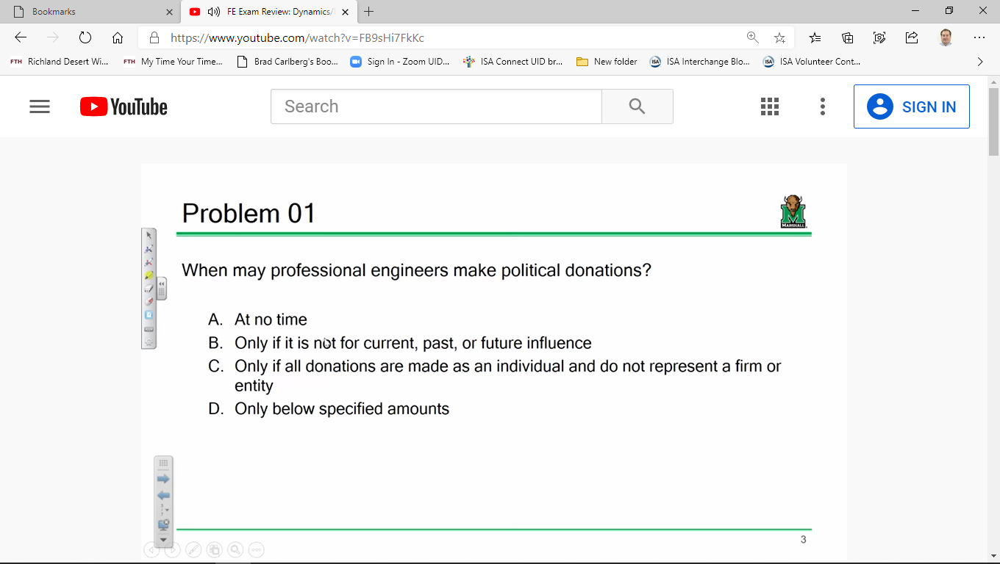 Bookmarks
FE Exam Review: Dynamics/
https://www.youtube.com/watch?v=FB9sHi7FkKc
FTH Richland Desert Wi...
FTH My Time Your Time...
Brad Carlberg's Boo...
Sign In - Zoom UID...
ISA Connect UID br...
New folder
ISA ISA Interchange Blo...
ISA ISA Volunteer Cont...
YouTube
Search
SIGN IN
Problem 01
MARSHALL
When may professional engineers make political donations?
A. At no time
B. Only if it is not for current, past, or future influence
C. Only if all donations are made as an individual and do not represent a firm or
entity
D. Only below specified amounts
3